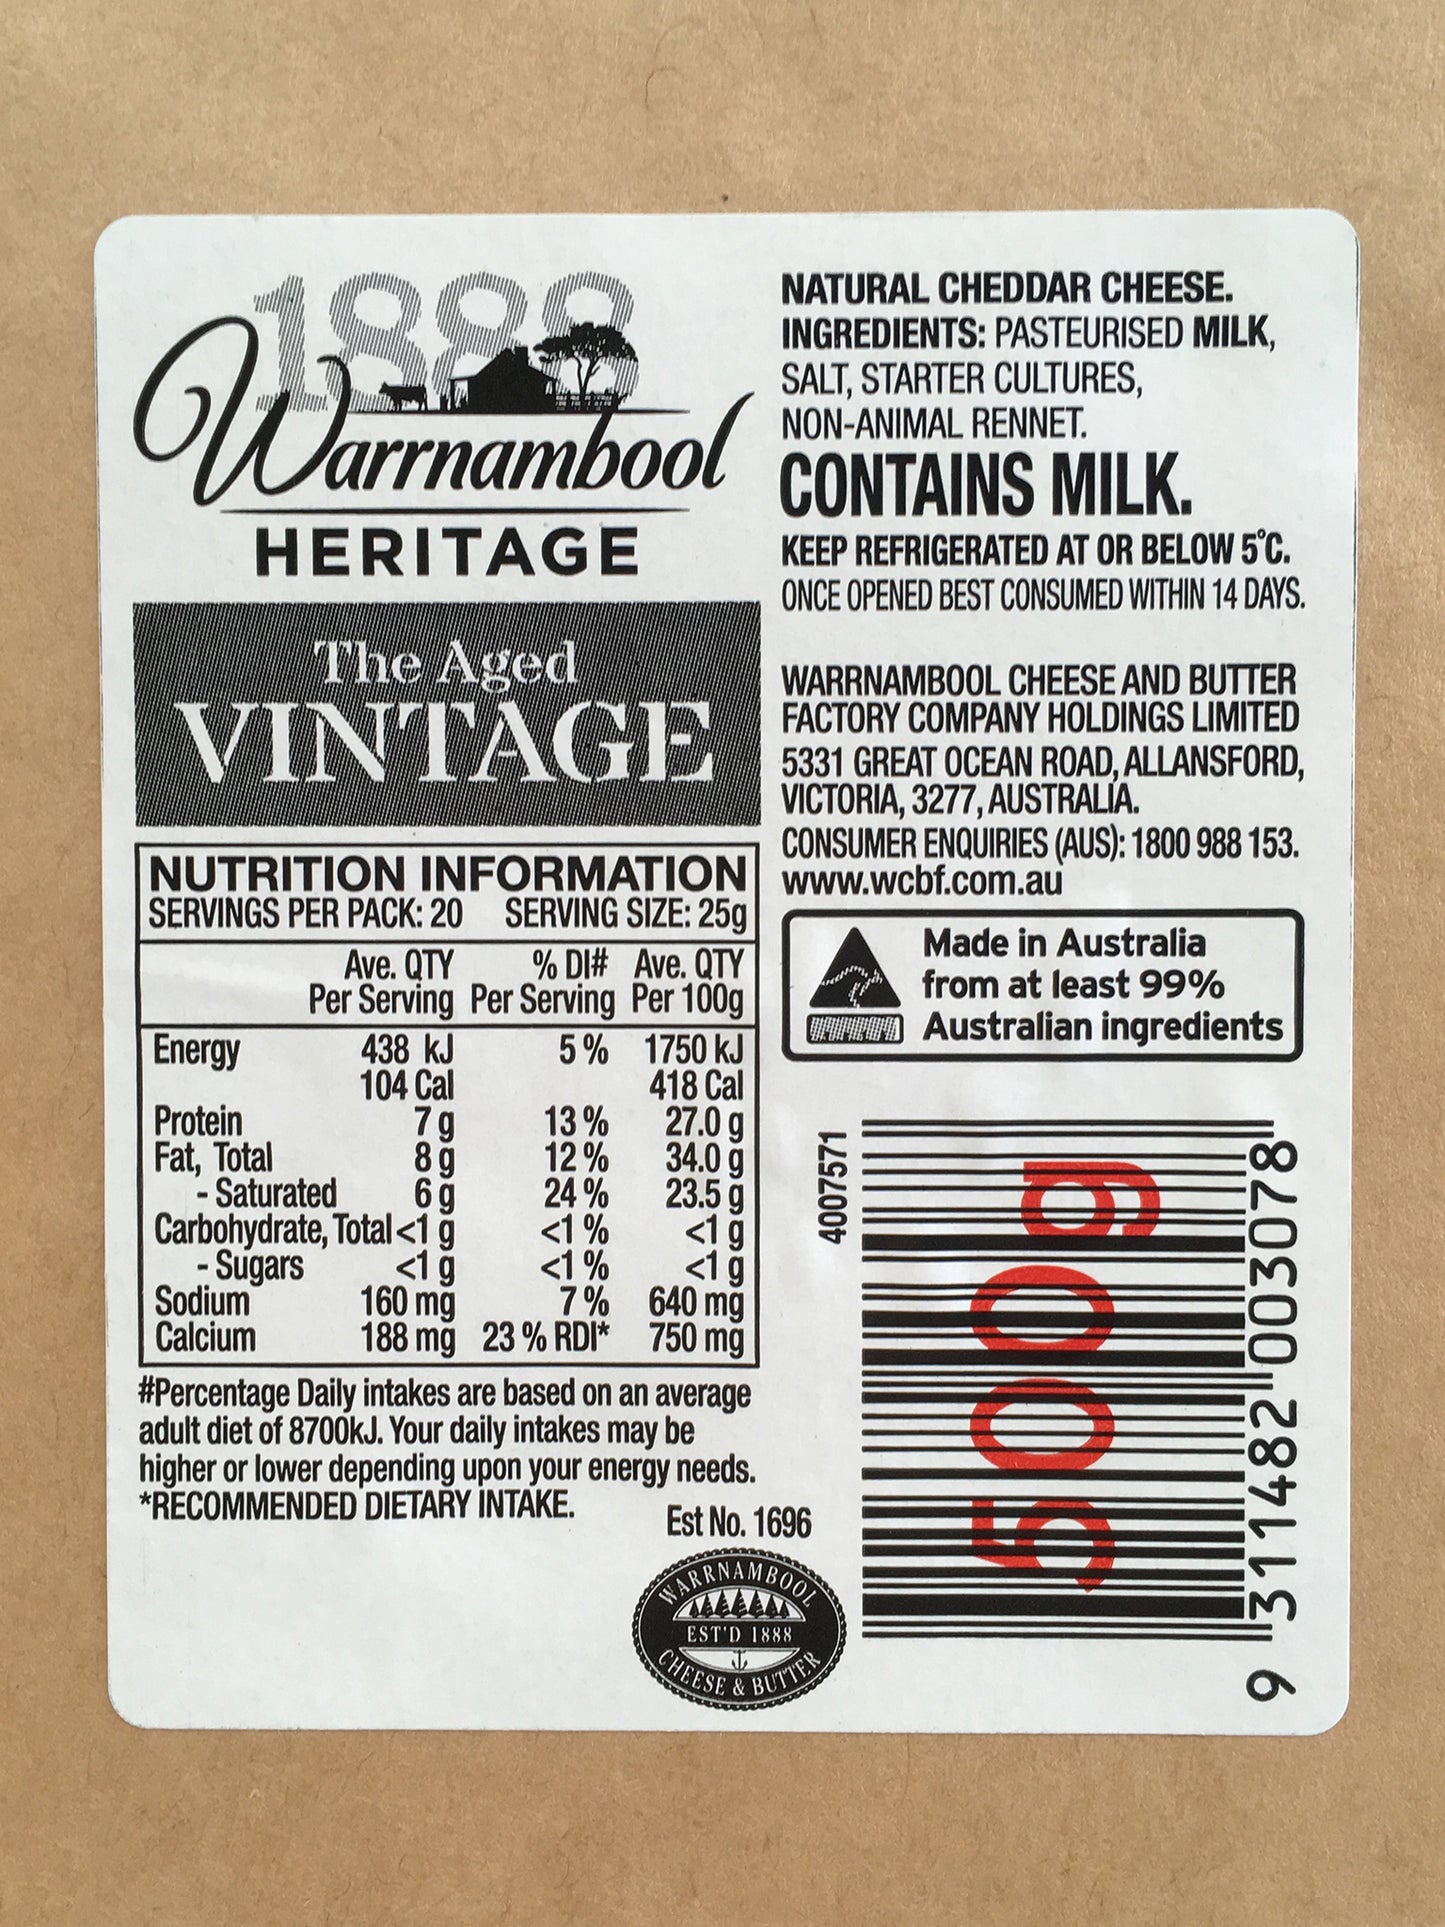 1888
Warrnambool
HERITAGE
The Aged
VINTAGE
NUTRITION INFORMATION
SERVINGS PER PACK: 20 SERVING SIZE: 25g
Ave. QTY % DI# Ave. QTY
Per Serving Per Serving Per 100g
Energy 438 kJ 5% 1750 kJ
104 Cal 418 Cal
Protein 7 g 13% 27.0 g
Fat, Total 8 g 12% 34.0 g
- Saturated 6 g 24% 23.5 g
Carbohydrate, Total <1 g <1% <1 g
- Sugars <1 g <1% <1 g
Sodium 160 mg 7% 640 mg
Calcium 188 mg 23% RDI* 750 mg
#Percentage Daily intakes are based on an average
adult diet of 8700kJ. Your daily intakes may be
higher or lower depending upon your energy needs.
*RECOMMENDED DIETARY INTAKE.
Est No. 1696
WARRNAMBOOL
EST'D 1888
CHEESE & BUTTER
NATURAL CHEDDAR CHEESE.
INGREDIENTS: PASTEURISED MILK,
SALT, STARTER CULTURES,
NON-ANIMAL RENNET.
CONTAINS MILK.
KEEP REFRIGERATED AT OR BELOW 5°C.
ONCE OPENED BEST CONSUMED WITHIN 14 DAYS.
WARRNAMBOOL CHEESE AND BUTTER
FACTORY COMPANY HOLDINGS LIMITED
5331 GREAT OCEAN ROAD, ALLANSFORD,
VICTORIA, 3277, AUSTRALIA.
CONSUMER ENQUIRIES (AUS): 1800 988 153.
www.wcbf.com.au
Made in Australia
from at least 99%
Australian ingredients
4007571
500g
9 311482 003078